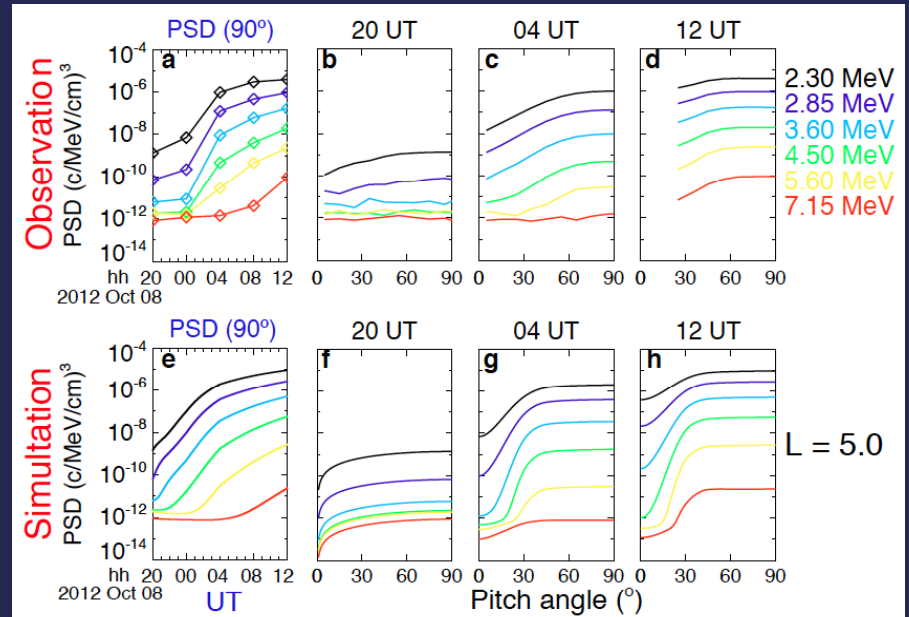 PSD (90º) 20 UT 04 UT 12 UT
Observation
PSD (c/MeV/cm)³
10⁻⁴
10⁻⁶
10⁻⁸
10⁻¹⁰
10⁻¹²
10⁻¹⁴
a b c d
2.30 MeV
2.85 MeV
3.60 MeV
4.50 MeV
5.60 MeV
7.15 MeV
hh 20 00 04 08 12 0 30 60 90 0 30 60 90 0 30 60 90
2012 Oct 08
PSD (90º) 20 UT 04 UT 12 UT
Simultation
PSD (c/MeV/cm)³
10⁻⁴
10⁻⁶
10⁻⁸
10⁻¹⁰
10⁻¹²
10⁻¹⁴
e f g h
L = 5.0
hh 20 00 04 08 12 0 30 60 90 0 30 60 90 0 30 60 90
2012 Oct 08
UT Pitch angle (°)